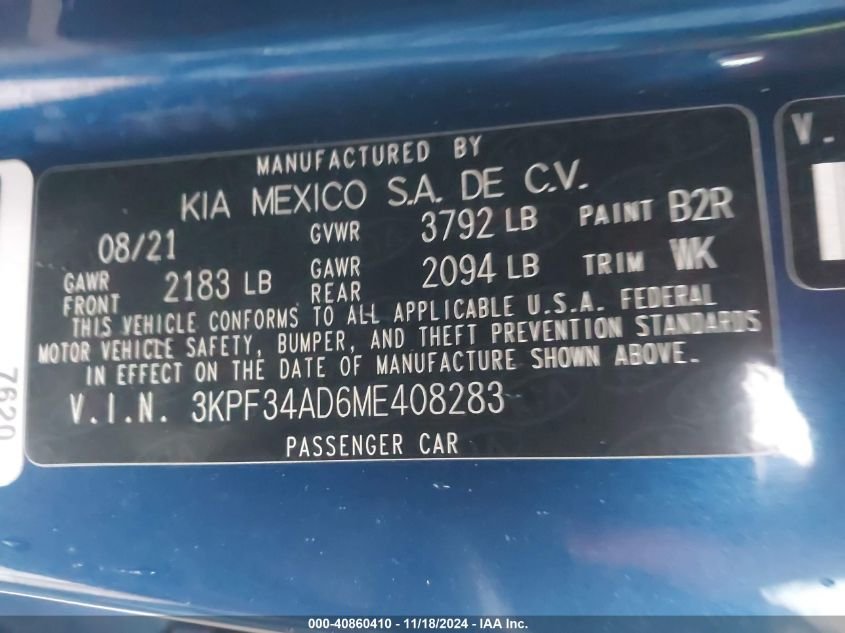 MANUFACTURED BY
KIA MEXICO S.A. DE C.V.
08/21 GVWR 3792 LB PAINT B2R
GAWR FRONT 2183 LB GAWR REAR 2094 LB TRIM WK
THIS VEHICLE CONFORMS TO ALL APPLICABLE U.S.A. FEDERAL
MOTOR VEHICLE SAFETY, BUMPER, AND THEFT PREVENTION STANDARDS
IN EFFECT ON THE DATE OF MANUFACTURE SHOWN ABOVE.
V.I.N. 3KPF34AD6ME408283
PASSENGER CAR
V.
7620
000-40860410 - 11/18/2024 - IAA, Inc.